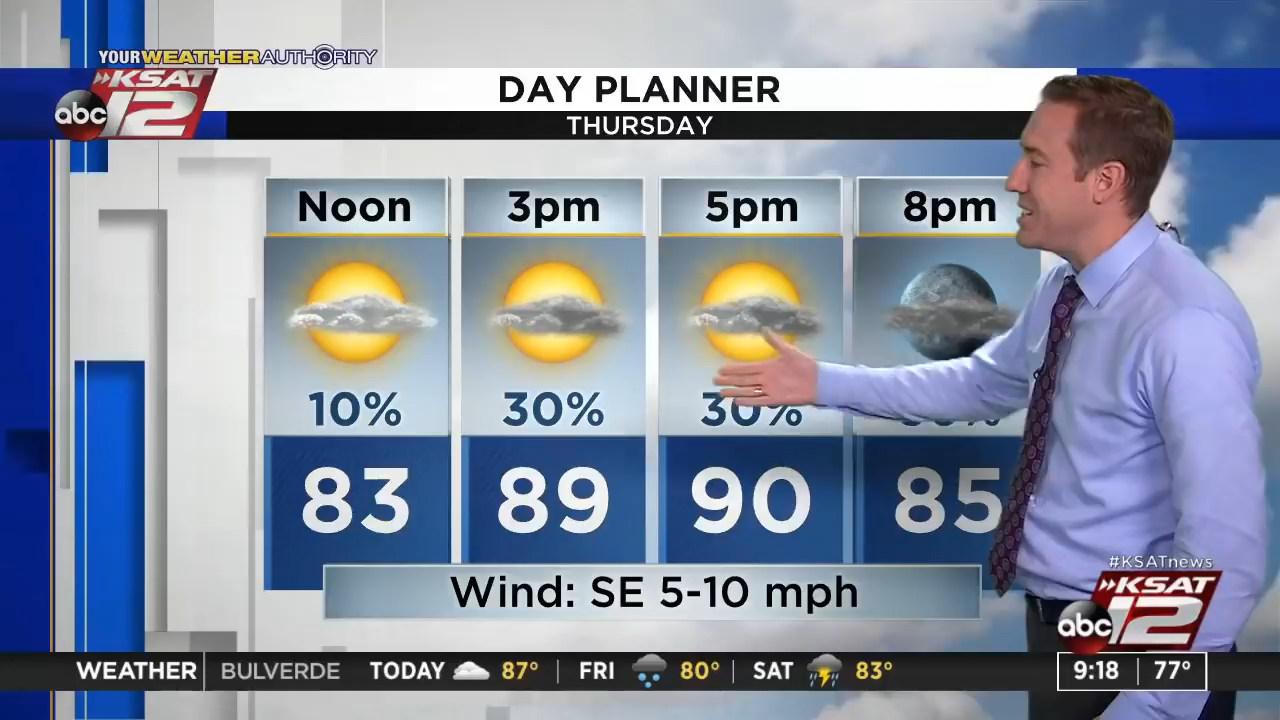 YOURWEATHERAUTHORITY
KSAT
abc 12
DAY PLANNER
THURSDAY
Noon 3pm 5pm 8pm
10% 30% 30%
83 89 90 85
Wind: SE 5-10 mph
#KSATnews
KSAT
abc 12
WEATHER BULVERDE TODAY 87° FRI 80° SAT 83° 9:18 77°